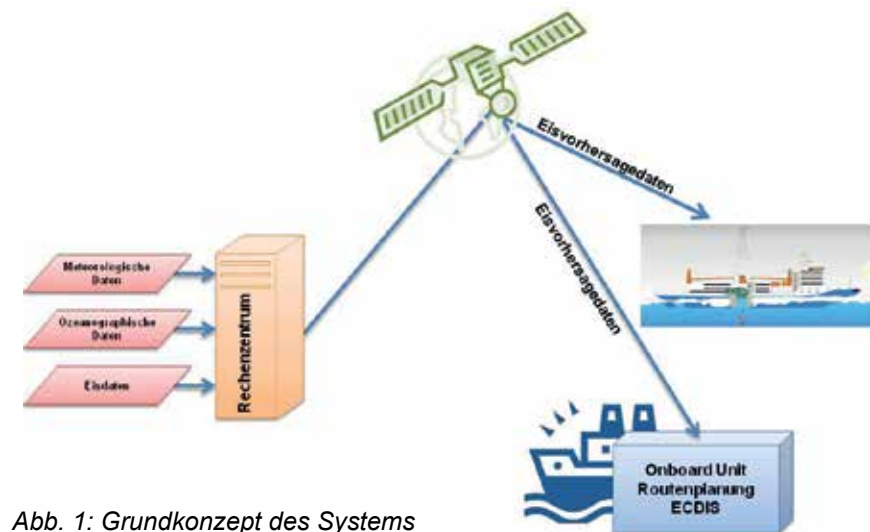 Eisvorhersagedaten
Eisvorhersagedaten
Meteorologische
Daten
Ozeanographische
Daten
Eisdaten
Rechenzentrum
Onboard Unit
Routenplanung
ECDIS
Abb. 1: Grundkonzept des Systems